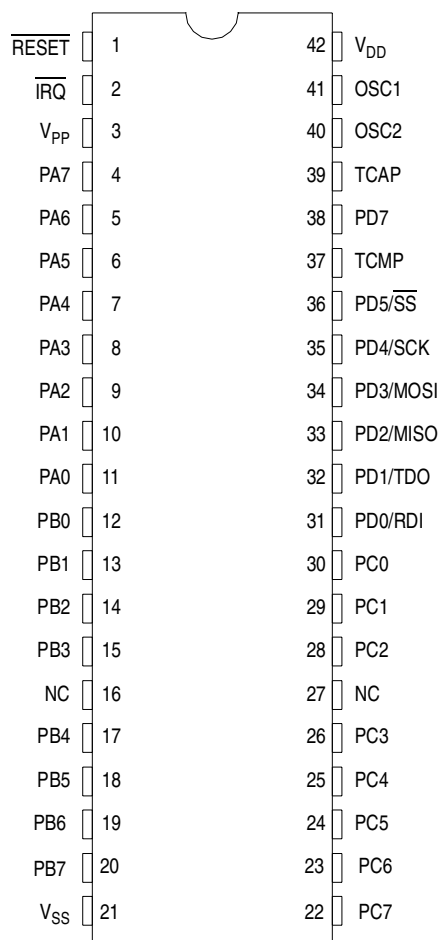 RESET 1 42 VDD
IRQ 2 41 OSC1
VPP 3 40 OSC2
PA7 4 39 TCAP
PA6 5 38 PD7
PA5 6 37 TCMP
PA4 7 36 PD5/SS
PA3 8 35 PD4/SCK
PA2 9 34 PD3/MOSI
PA1 10 33 PD2/MISO
PA0 11 32 PD1/TDO
PB0 12 31 PD0/RDI
PB1 13 30 PC0
PB2 14 29 PC1
PB3 15 28 PC2
NC 16 27 NC
PB4 17 26 PC3
PB5 18 25 PC4
PB6 19 24 PC5
PB7 20 23 PC6
VSS 21 22 PC7